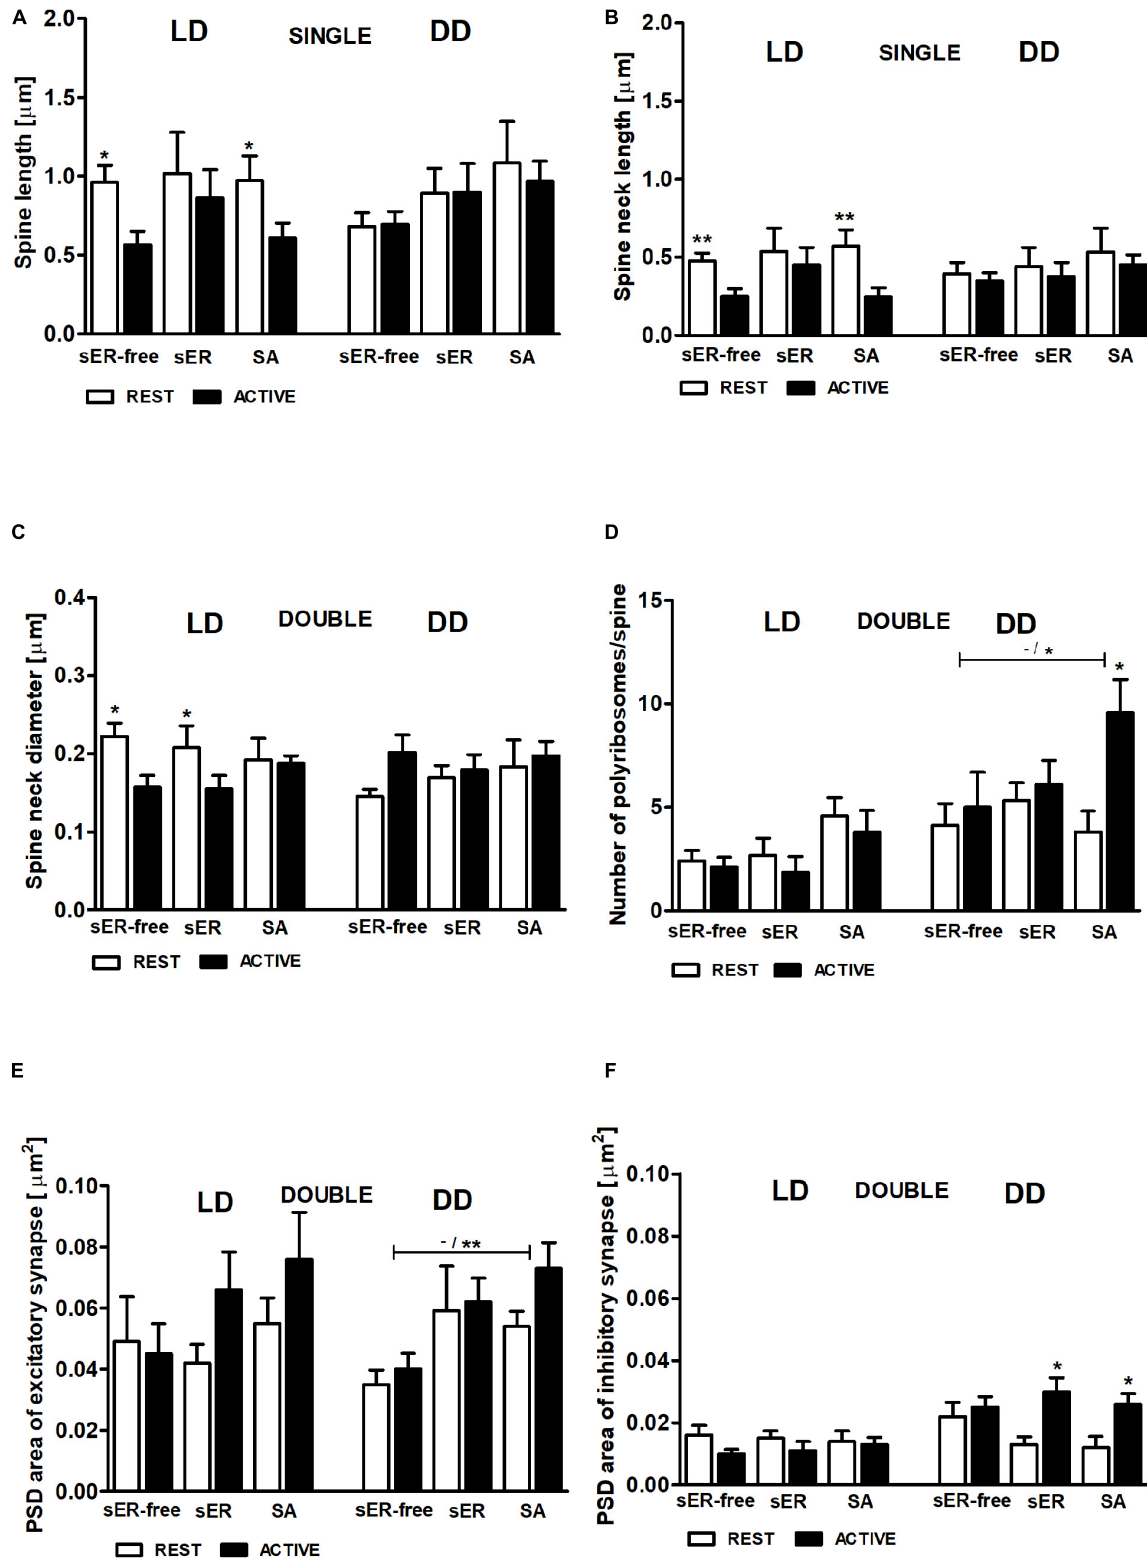 A
Spine length [μm]
2.0
1.5
1.0
0.5
0.0
LD SINGLE DD
* *
sER-free sER SA sER-free sER SA
REST ACTIVE
B
Spine neck length [μm]
2.0
1.5
1.0
0.5
0.0
LD SINGLE DD
** **
sER-free sER SA sER-free sER SA
REST ACTIVE
C
Spine neck diameter [μm]
0.4
0.3
0.2
0.1
0.0
LD DOUBLE DD
* *
sER-free sER SA sER-free sER SA
REST ACTIVE
D
Number of polyribosomes/spine
15
10
5
0
LD DOUBLE DD
- / *
*
sER-free sER SA sER-free sER SA
REST ACTIVE
E
PSD area of excitatory synapse [μm²]
0.10
0.08
0.06
0.04
0.02
0.00
LD DOUBLE DD
- / **
sER-free sER SA sER-free sER SA
REST ACTIVE
F
PSD area of inhibitory synapse [μm²]
0.10
0.08
0.06
0.04
0.02
0.00
LD DOUBLE DD
* *
sER-free sER SA sER-free sER SA
REST ACTIVE